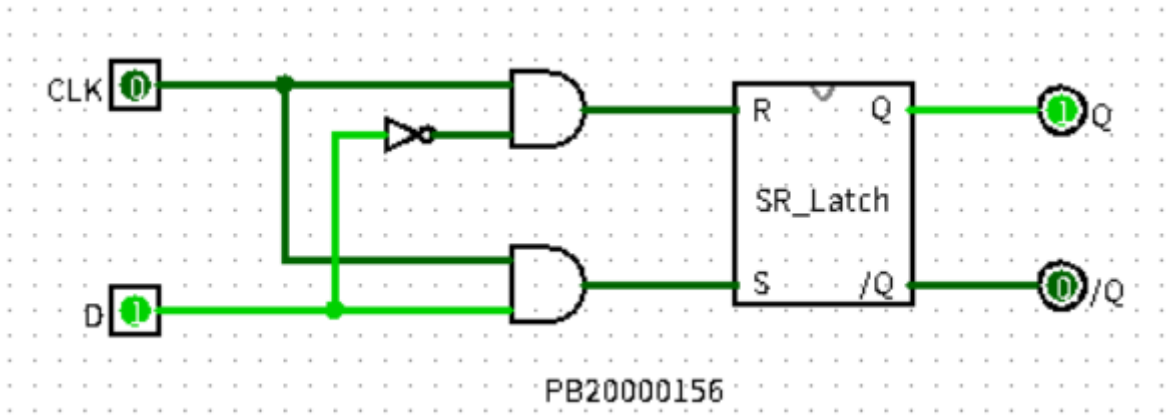 CLK 0
R Q 1 Q
SR_Latch
D 1
S /Q 0 /Q
PB20000156